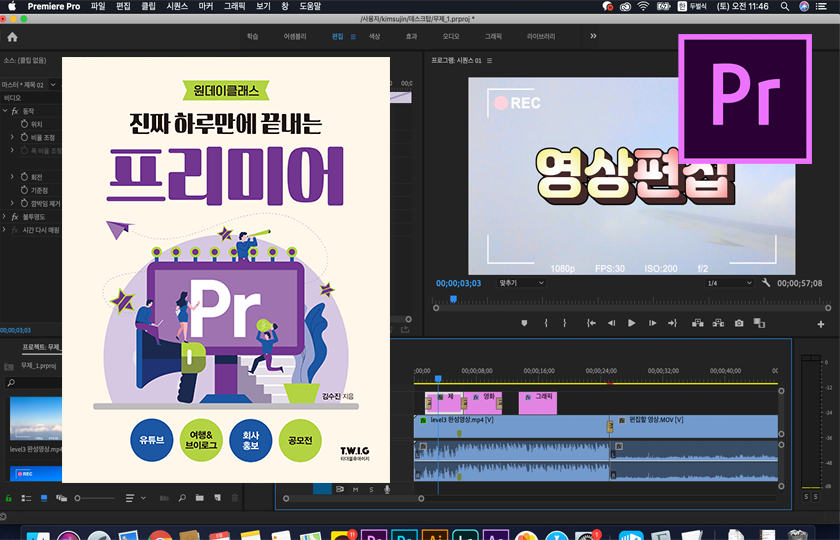 Premiere Pro 파일 편집 클립 시퀀스 마커 그래픽 보기 창 도움말
두벌식 (토) 오전 11:46
/사용자/kimsujin/데스크탑/무제_1.prproj *
학습 어셈블리 편집 색상 효과 오디오 그래픽 라이브러리
소스: (클립 없음)
프로그램: 시퀀스 01
마스터 * 제목 02
비디오
fx 동작
위치
비율 조정
폭 비율 조정
회전
기준점
깜박임 제거
fx 불투명도
시간 다시 매핑
00;00;03;03
원데이클래스
진짜 하루만에 끝내는
프리미어
Pr
김수진 지음
유튜브
여행&
브이로그
회사
홍보
공모전
T.W.I.G
티더블유아이지
REC
Pr
영상편집
1080p FPS:30 ISO:200 f/2
00;00;03;03 맞추기 1/4 00;00;57;08
프로젝트: 무제_
무제_1.prproj
level3 완성영상.mp4
REC
;00;00 00;00;08;00 00;00;16;00 00;00;24;00 00;00;32;00 00;00;40;00
제 fx 영화 fx 그래픽
fx level3 완성영상.mp4 [V] fx 편집할 영상.MOV [V]
M S
0
-12
-24
-36
-48
S S
11
Pr Ai
1